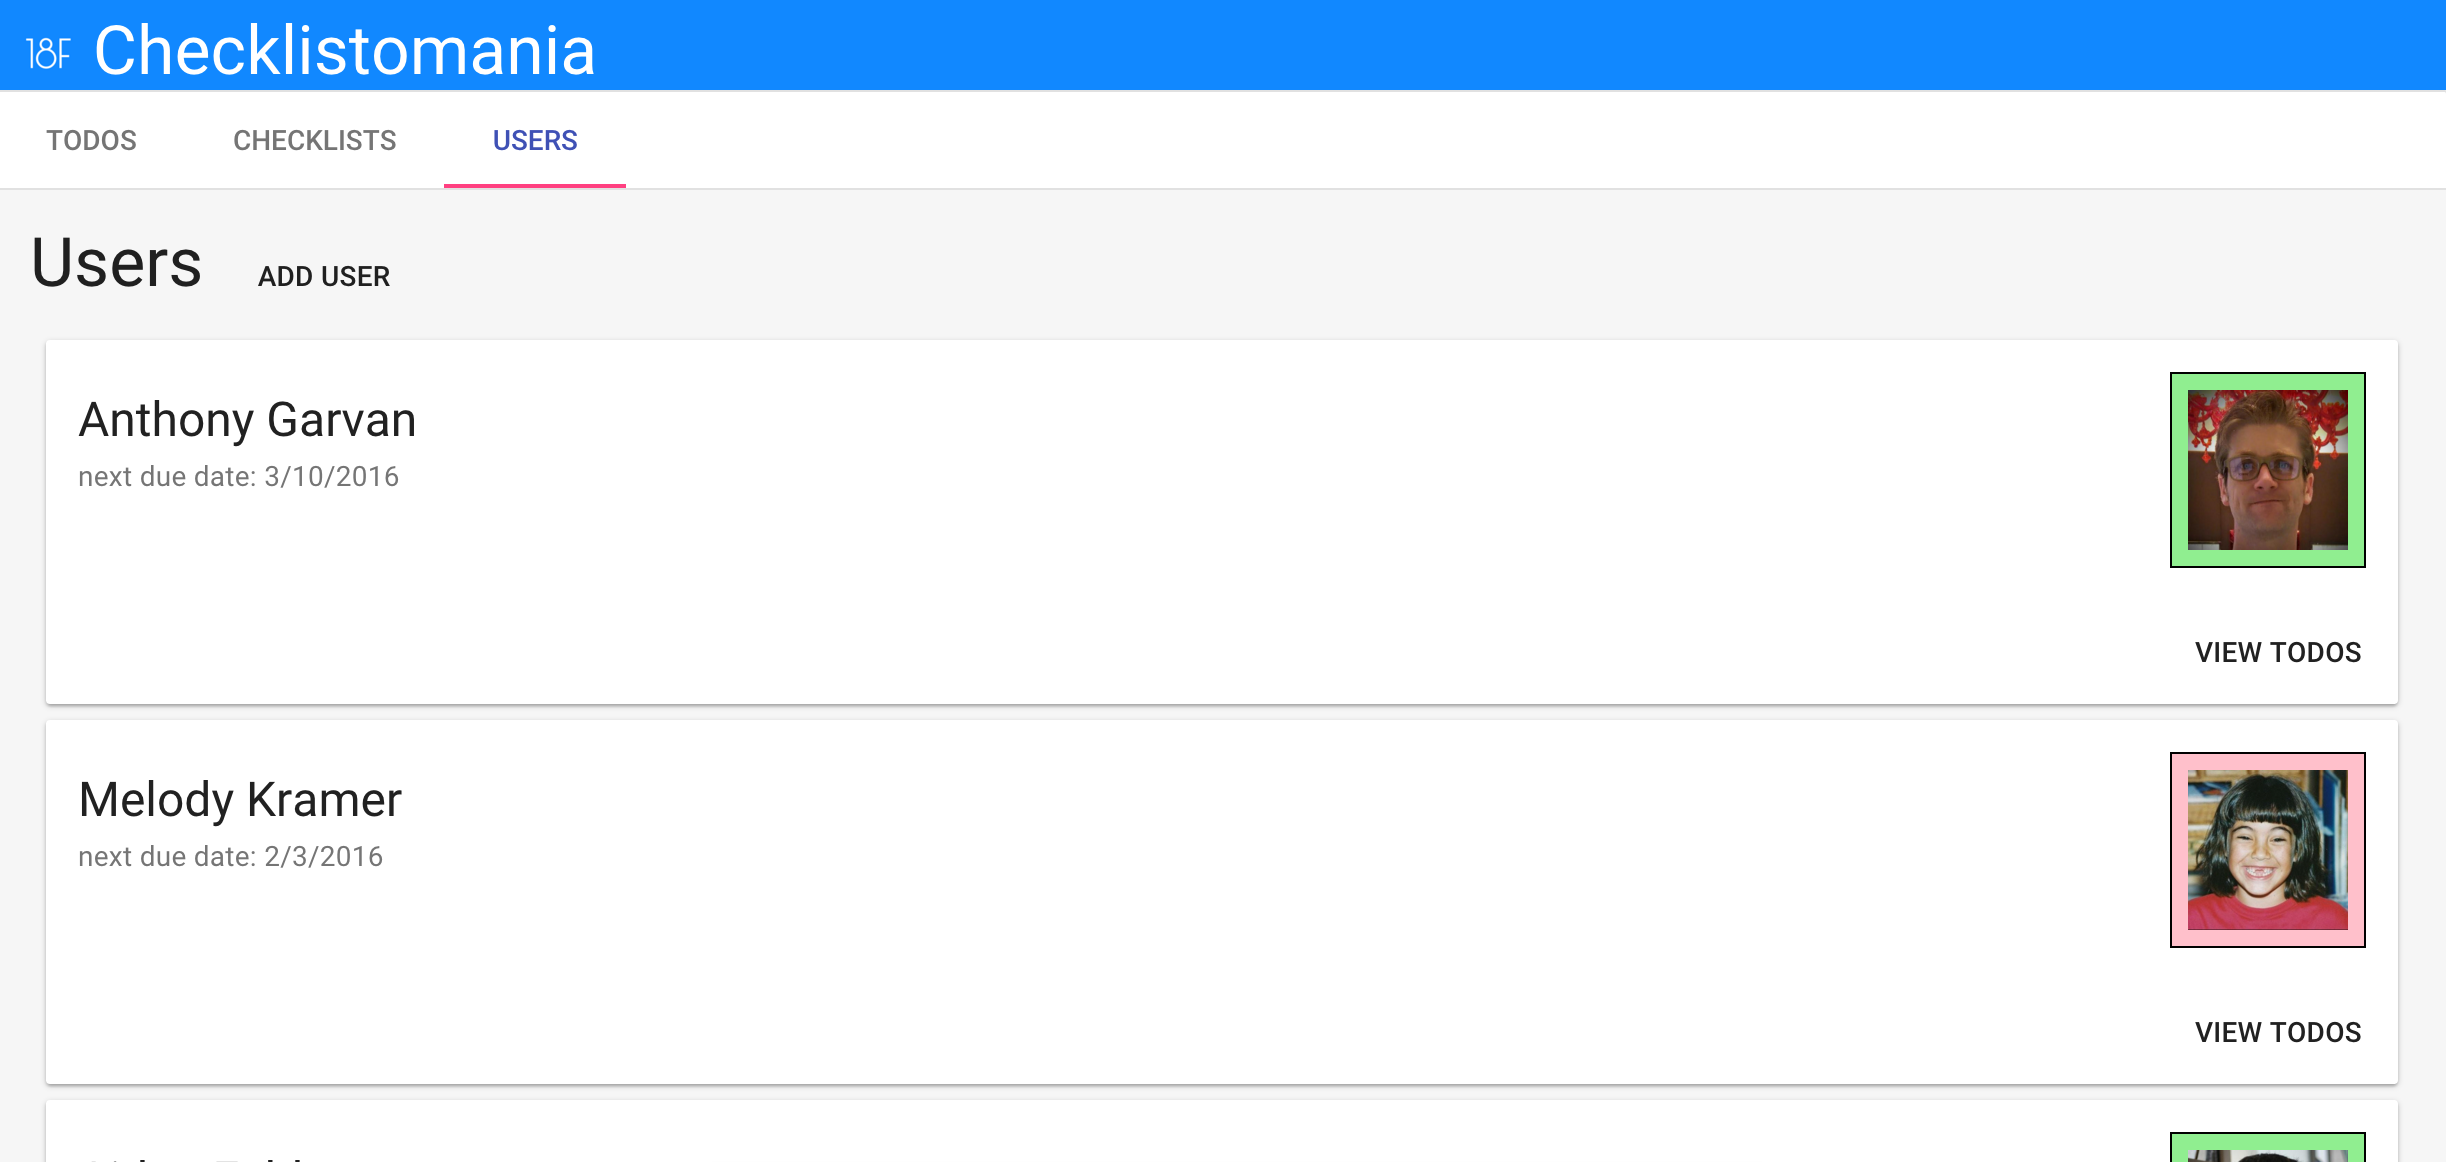 18F Checklistomania
TODOS CHECKLISTS USERS
Users ADD USER
Anthony Garvan
next due date: 3/10/2016
VIEW TODOS
Melody Kramer
next due date: 2/3/2016
VIEW TODOS